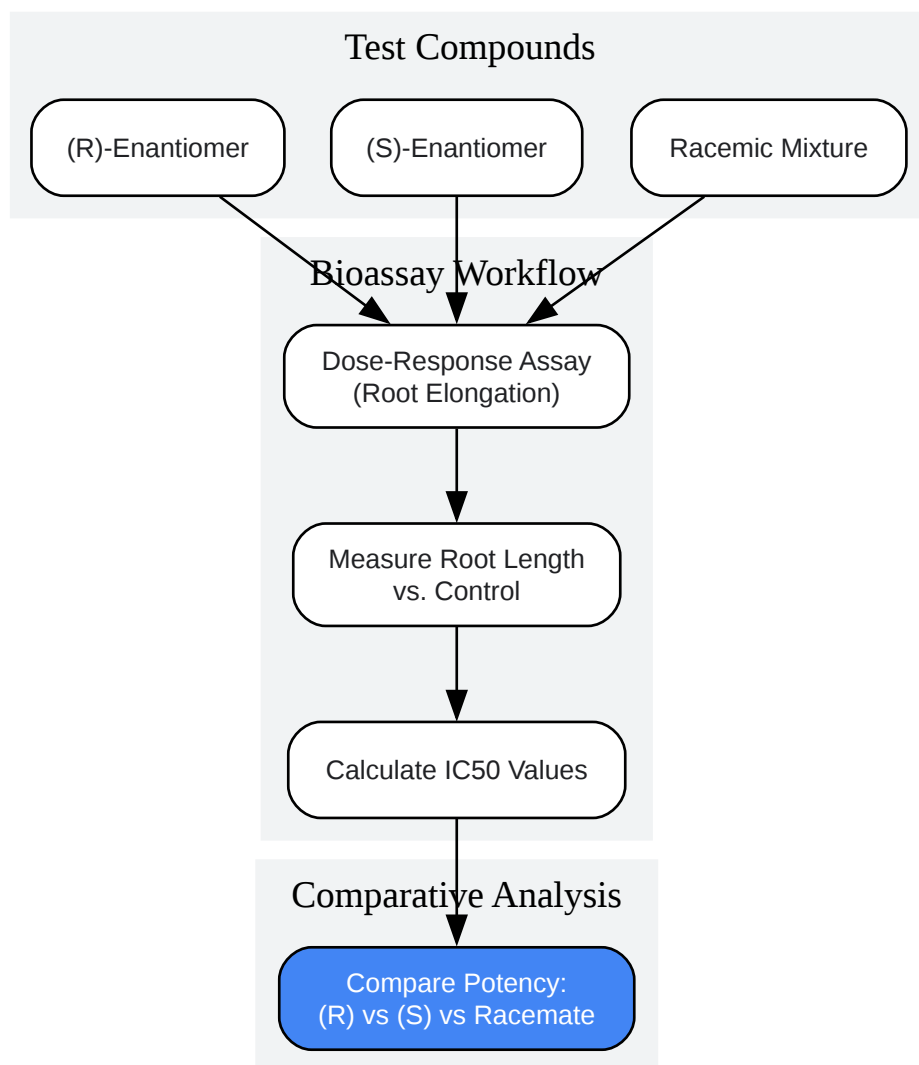 Test Compounds
(R)-Enantiomer
(S)-Enantiomer
Racemic Mixture
Bioassay Workflow
Dose-Response Assay
(Root Elongation)
Measure Root Length
vs. Control
Calculate IC50 Values
Comparative Analysis
Compare Potency:
(R) vs (S) vs Racemate